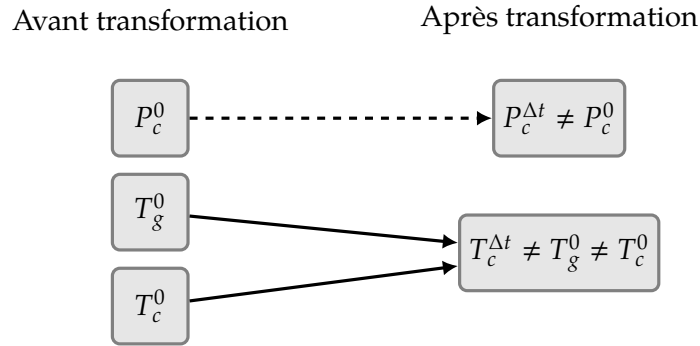 Avant transformation
Après transformation
P_c^0
P_c^{Δt} ≠ P_c^0
T_g^0
T_c^{Δt} ≠ T_g^0 ≠ T_c^0
T_c^0